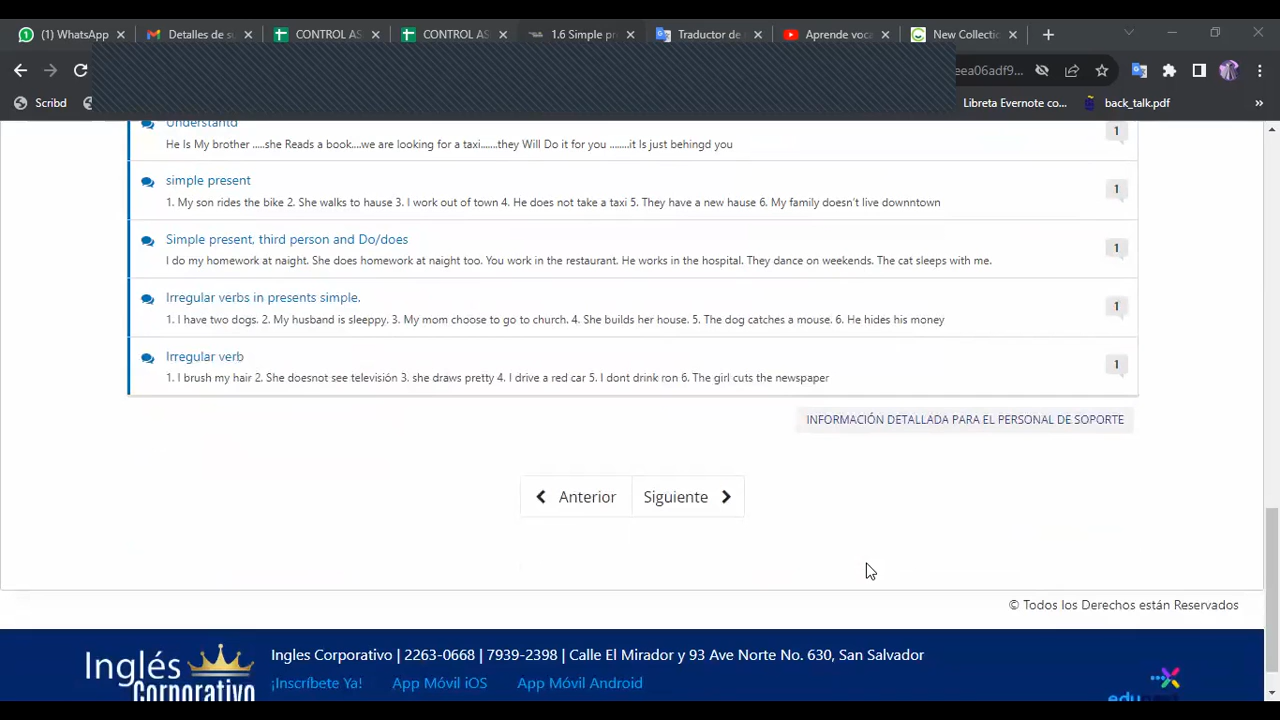 (1) WhatsApp
Detalles de su
CONTROL AS
CONTROL AS
1.6 Simple pr
Traductor de
Aprende voca
New Collectio
eea06adf9...
Scribd
Libreta Evernote co...
back_talk.pdf
»
Understantd
He Is My brother .....she Reads a book....we are looking for a taxi......they Will Do it for you ........it Is just behingd you
1
simple present
1. My son rides the bike 2. She walks to hause 3. I work out of town 4. He does not take a taxi 5. They have a new hause 6. My family doesn't live downntown
1
Simple present, third person and Do/does
I do my homework at naight. She does homework at naight too. You work in the restaurant. He works in the hospital. They dance on weekends. The cat sleeps with me.
1
Irregular verbs in presents simple.
1. I have two dogs. 2. My husband is sleeppy. 3. My mom choose to go to church. 4. She builds her house. 5. The dog catches a mouse. 6. He hides his money
1
Irregular verb
1. I brush my hair 2. She doesnot see televisión 3. she draws pretty 4. I drive a red car 5. I dont drink ron 6. The girl cuts the newspaper
1
INFORMACIÓN DETALLADA PARA EL PERSONAL DE SOPORTE
Anterior
Siguiente
© Todos los Derechos están Reservados
Inglés
Corporativo
Ingles Corporativo | 2263-0668 | 7939-2398 | Calle El Mirador y 93 Ave Norte No. 630, San Salvador
¡Inscríbete Ya!
App Móvil iOS
App Móvil Android